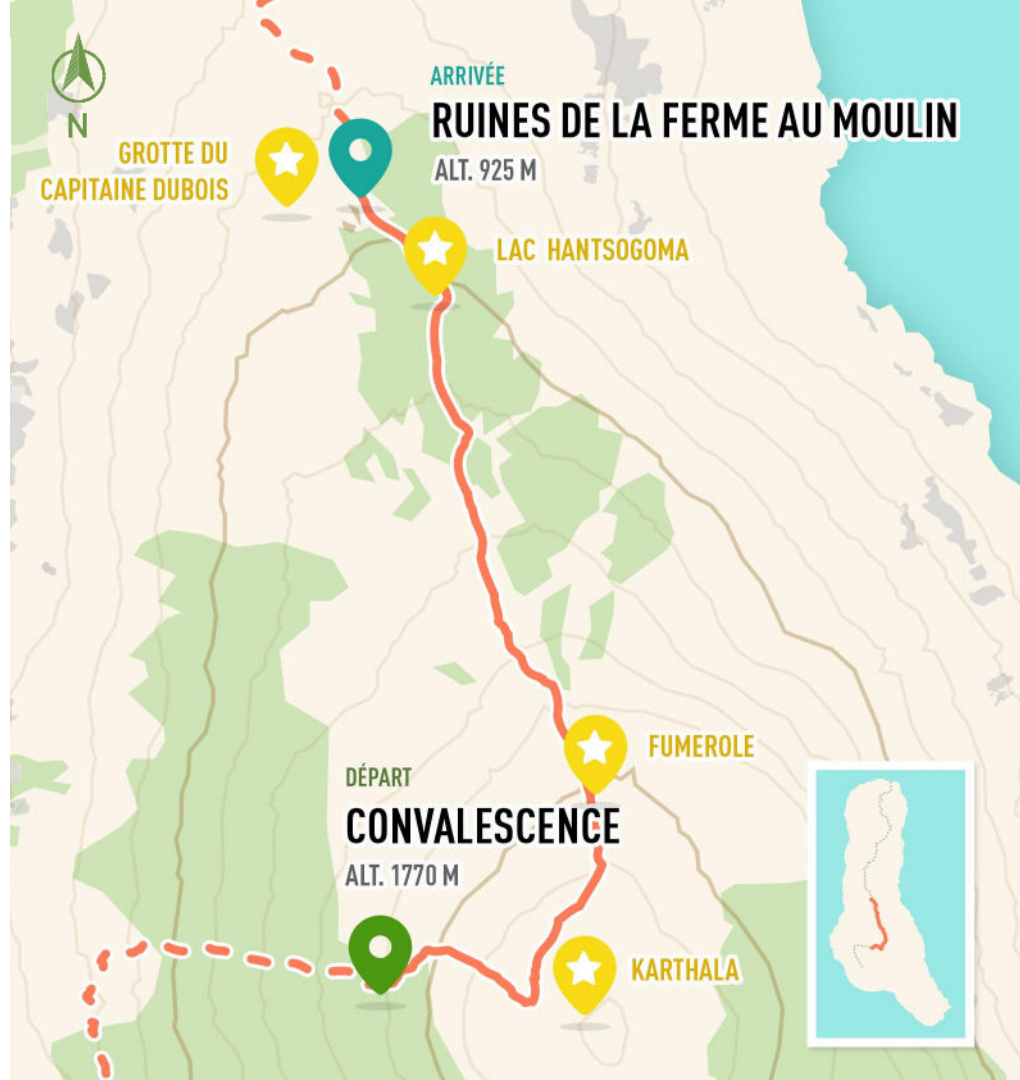 N
ARRIVÉE
RUINES DE LA FERME AU MOULIN
ALT. 925 M
GROTTE DU
CAPITAINE DUBOIS
LAC HANTSOGOMA
FUMEROLE
DÉPART
CONVALESCENCE
ALT. 1770 M
KARTHALA